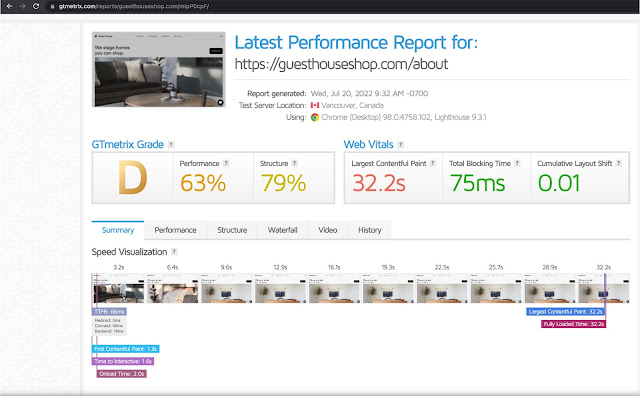 gtmetrix.com/reports/guesthouseshop.com/mlpP0cpF/
We stage homes
you can shop.
Latest Performance Report for:
https://guesthouseshop.com/about
Report generated: Wed, Jul 20, 2022 9:32 AM -0700
Test Server Location: Vancouver, Canada
Using: Chrome (Desktop) 98.0.4758.102, Lighthouse 9.3.1
GTmetrix Grade ?
Web Vitals ?
D
Performance ?
63%
Structure ?
79%
Largest Contentful Paint ?
32.2s
Total Blocking Time ?
75ms
Cumulative Layout Shift ?
0.01
Summary Performance Structure Waterfall Video History
Speed Visualization ?
3.2s 6.4s 9.6s 12.9s 16.1s 19.3s 22.5s 25.7s 28.9s 32.2s
TTFB: 66ms
Redirect: 0ms
Connect: 48ms
Backend: 18ms
Largest Contentful Paint: 32.2s
Fully Loaded Time: 32.2s
First Contentful Paint: 1.3s
Time to Interactive: 1.6s
Onload Time: 2.0s